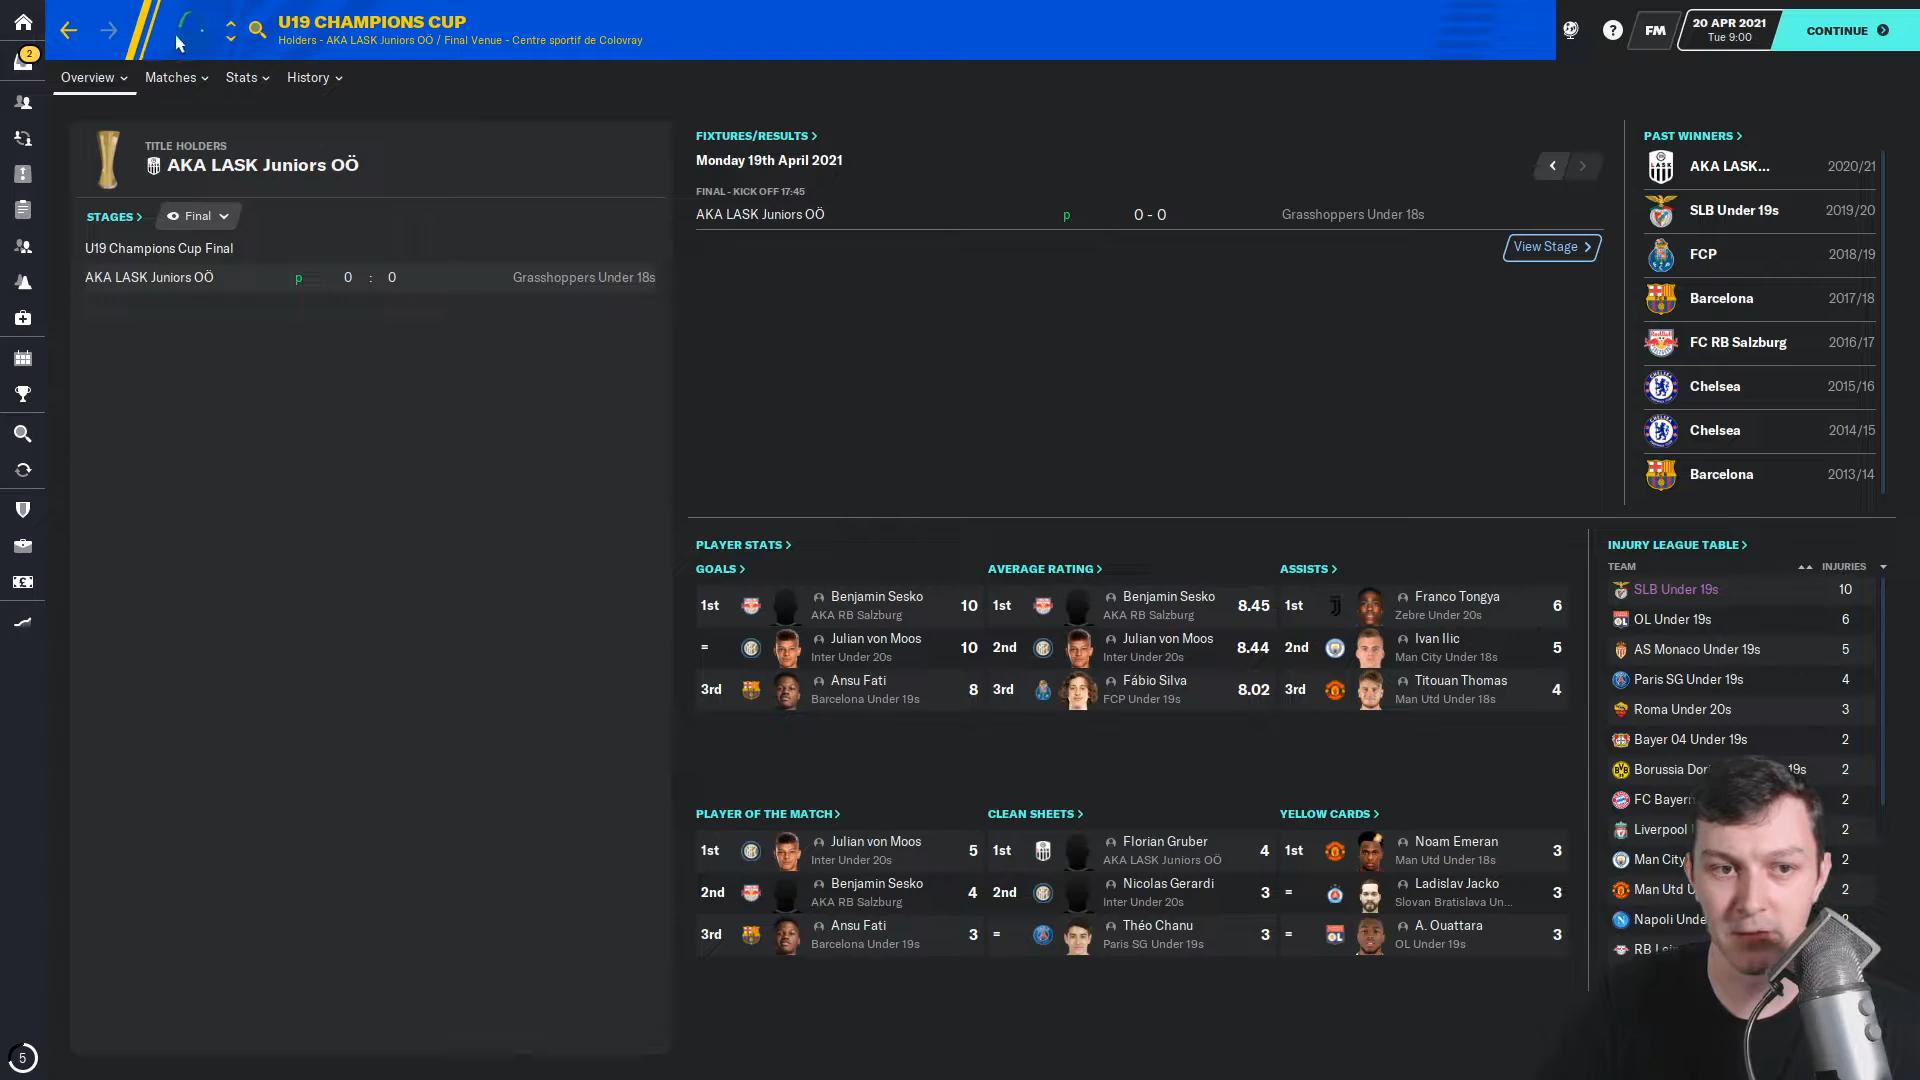 2
U19 CHAMPIONS CUP
Holders - AKA LASK Juniors OÖ / Final Venue - Centre sportif de Colovray
?
FM
20 APR 2021
Tue 9:00
CONTINUE
Overview
Matches
Stats
History
TITLE HOLDERS
AKA LASK Juniors OÖ
STAGES
Final
U19 Champions Cup Final
AKA LASK Juniors OÖ p 0 : 0 Grasshoppers Under 18s
FIXTURES/RESULTS
Monday 19th April 2021
FINAL - KICK OFF 17:45
AKA LASK Juniors OÖ p 0 - 0 Grasshoppers Under 18s
View Stage
PAST WINNERS
AKA LASK... 2020/21
SLB Under 19s 2019/20
FCP 2018/19
Barcelona 2017/18
FC RB Salzburg 2016/17
Chelsea 2015/16
Chelsea 2014/15
Barcelona 2013/14
PLAYER STATS
GOALS
1st Benjamin Sesko 10
AKA RB Salzburg
= Julian von Moos 10
Inter Under 20s
3rd Ansu Fati 8
Barcelona Under 19s
AVERAGE RATING
1st Benjamin Sesko 8.45
AKA RB Salzburg
2nd Julian von Moos 8.44
Inter Under 20s
3rd Fábio Silva 8.02
FCP Under 19s
ASSISTS
1st Franco Tongya 6
Zebre Under 20s
2nd Ivan Ilic 5
Man City Under 18s
3rd Titouan Thomas 4
Man Utd Under 18s
PLAYER OF THE MATCH
1st Julian von Moos 5
Inter Under 20s
2nd Benjamin Sesko 4
AKA RB Salzburg
3rd Ansu Fati 3
Barcelona Under 19s
CLEAN SHEETS
1st Florian Gruber 4
AKA LASK Juniors OÖ
2nd Nicolas Gerardi 3
Inter Under 20s
= Théo Chanu 3
Paris SG Under 19s
YELLOW CARDS
1st Noam Emeran 3
Man Utd Under 18s
= Ladislav Jacko 3
Slovan Bratislava Un...
= A. Ouattara 3
OL Under 19s
INJURY LEAGUE TABLE
TEAM INJURIES
SLB Under 19s 10
OL Under 19s 6
AS Monaco Under 19s 5
Paris SG Under 19s 4
Roma Under 20s 3
Bayer 04 Under 19s 2
Borussia Dor 19s 2
FC Bayern 2
Liverpool 2
Man City 2
Man Utd U 2
Napoli Unde 2
RB Lei
5